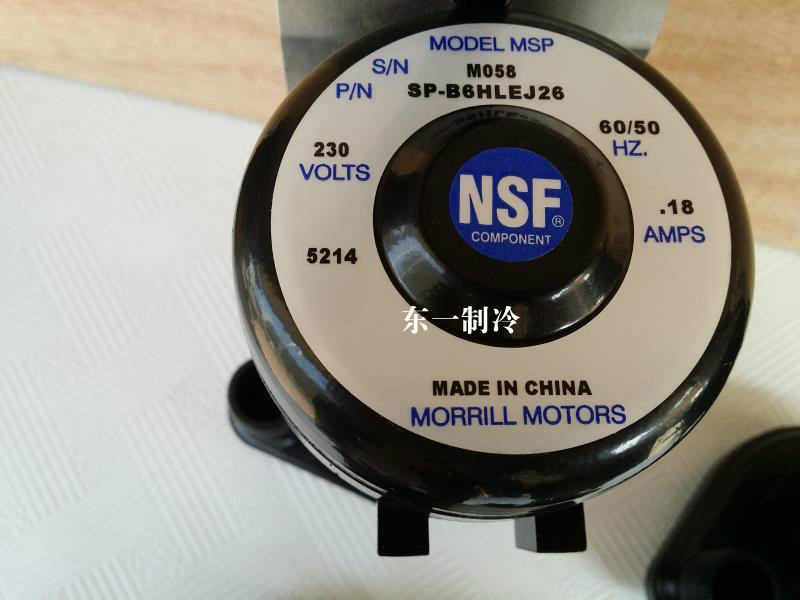 MODEL MSP
S/N M058
P/N SP-B6HLEJ26
60/50
HZ.
230
VOLTS
.18
AMPS
5214
NSF®
COMPONENT
东一制冷
MADE IN CHINA
MORRILL MOTORS